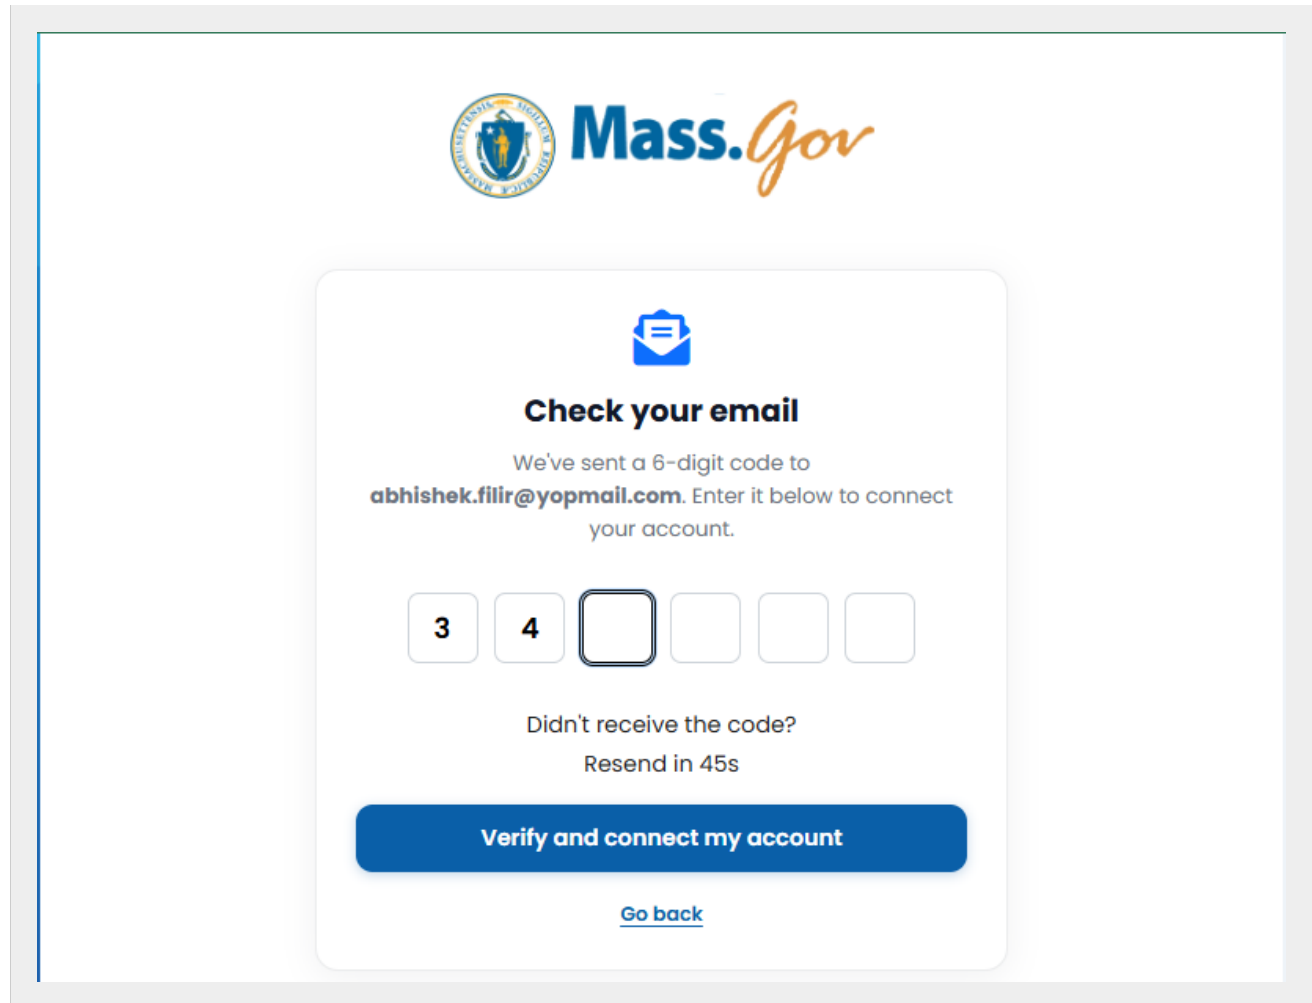 Mass.Gov
Check your email
We've sent a 6-digit code to
abhishek.filir@yopmail.com. Enter it below to connect
your account.
3 4
Didn't receive the code?
Resend in 45s
Verify and connect my account
Go back